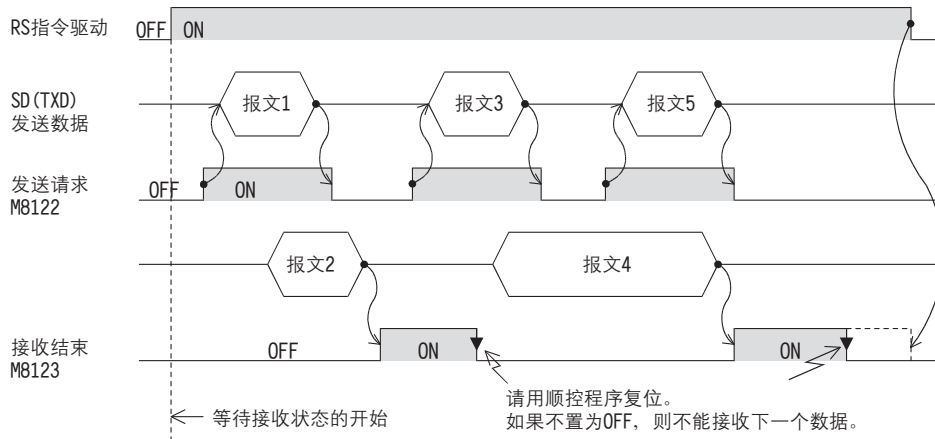 RS指令驱动
OFF
ON
SD(TXD)
发送数据
报文1
报文3
报文5
发送请求
M8122
OFF
ON
报文2
报文4
接收结束
M8123
OFF
ON
ON
等待接收状态的开始
请用顺控程序复位。
如果不置为OFF，则不能接收下一个数据。